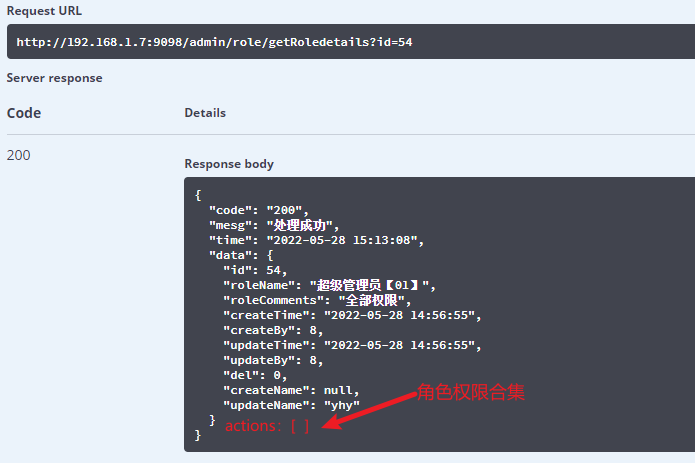 Request URL
http://192.168.1.7:9098/admin/role/getRoledetails?id=54
Server response
Code Details
200
Response body
{
"code": "200",
"mesg": "处理成功",
"time": "2022-05-28 15:13:08",
"data": {
"id": 54,
"roleName": "超级管理员【01】",
"roleComments": "全部权限",
"createTime": "2022-05-28 14:56:55",
"createBy": 8,
"updateTime": "2022-05-28 14:56:55",
"updateBy": 8,
"del": 0,
"createName": null,
角色权限合集
"updateName": "yhy"
}
actions：[ ]
}